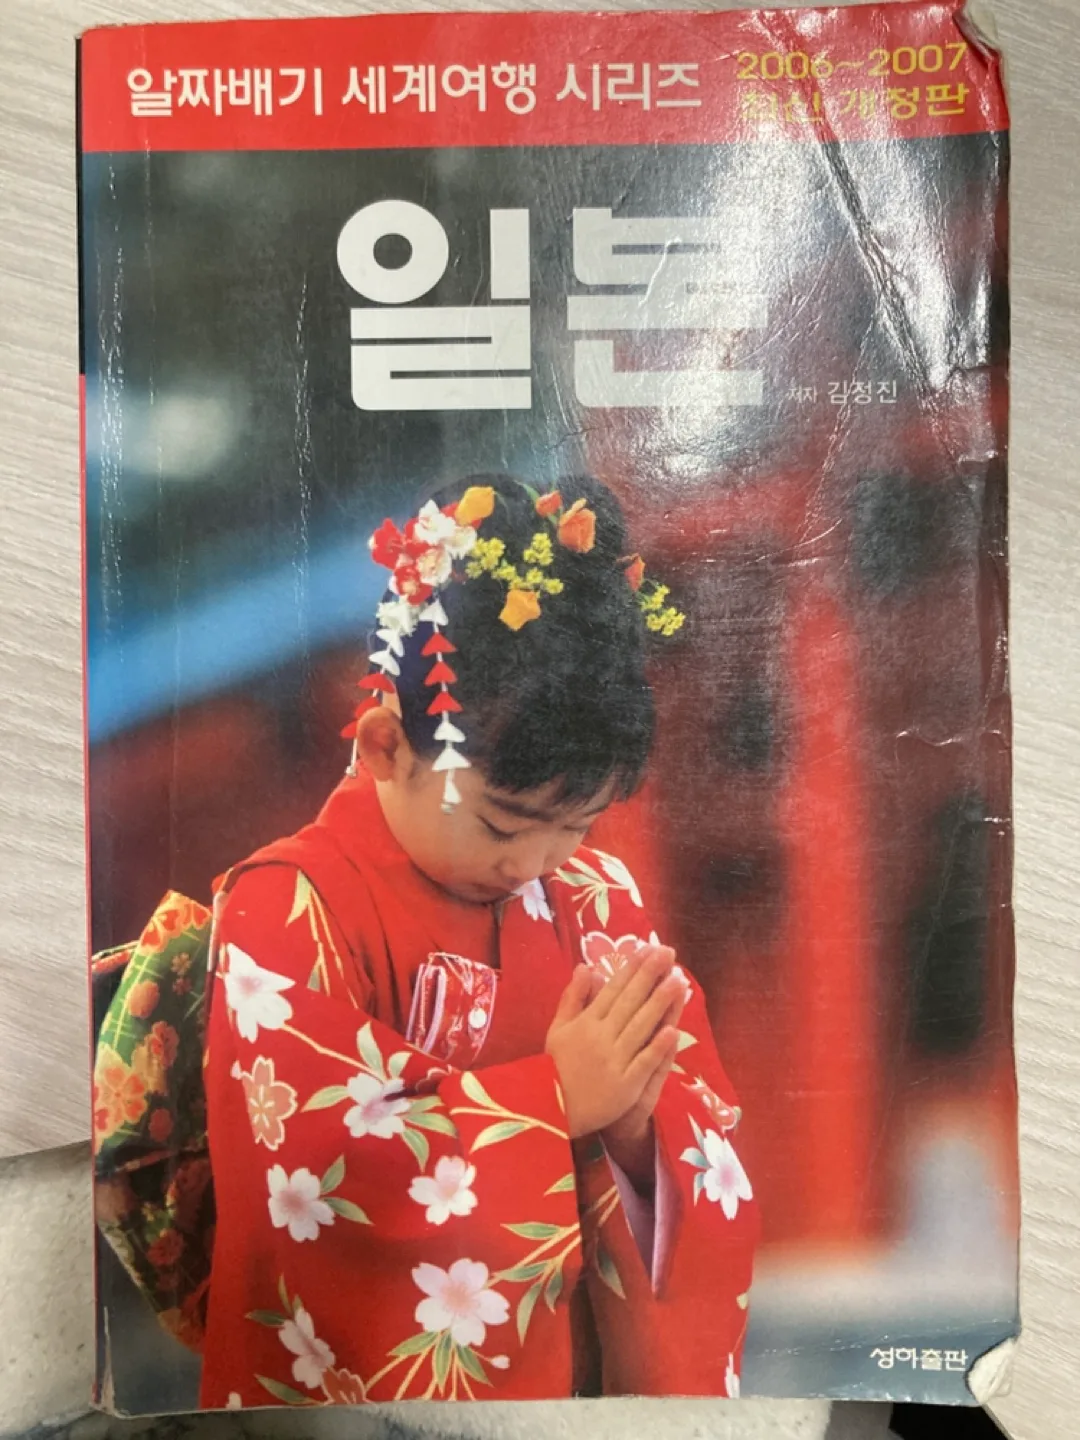 알짜배기 세계여행 시리즈
2006~2007
최신 개정판
일본
저자 김정진
성하출판